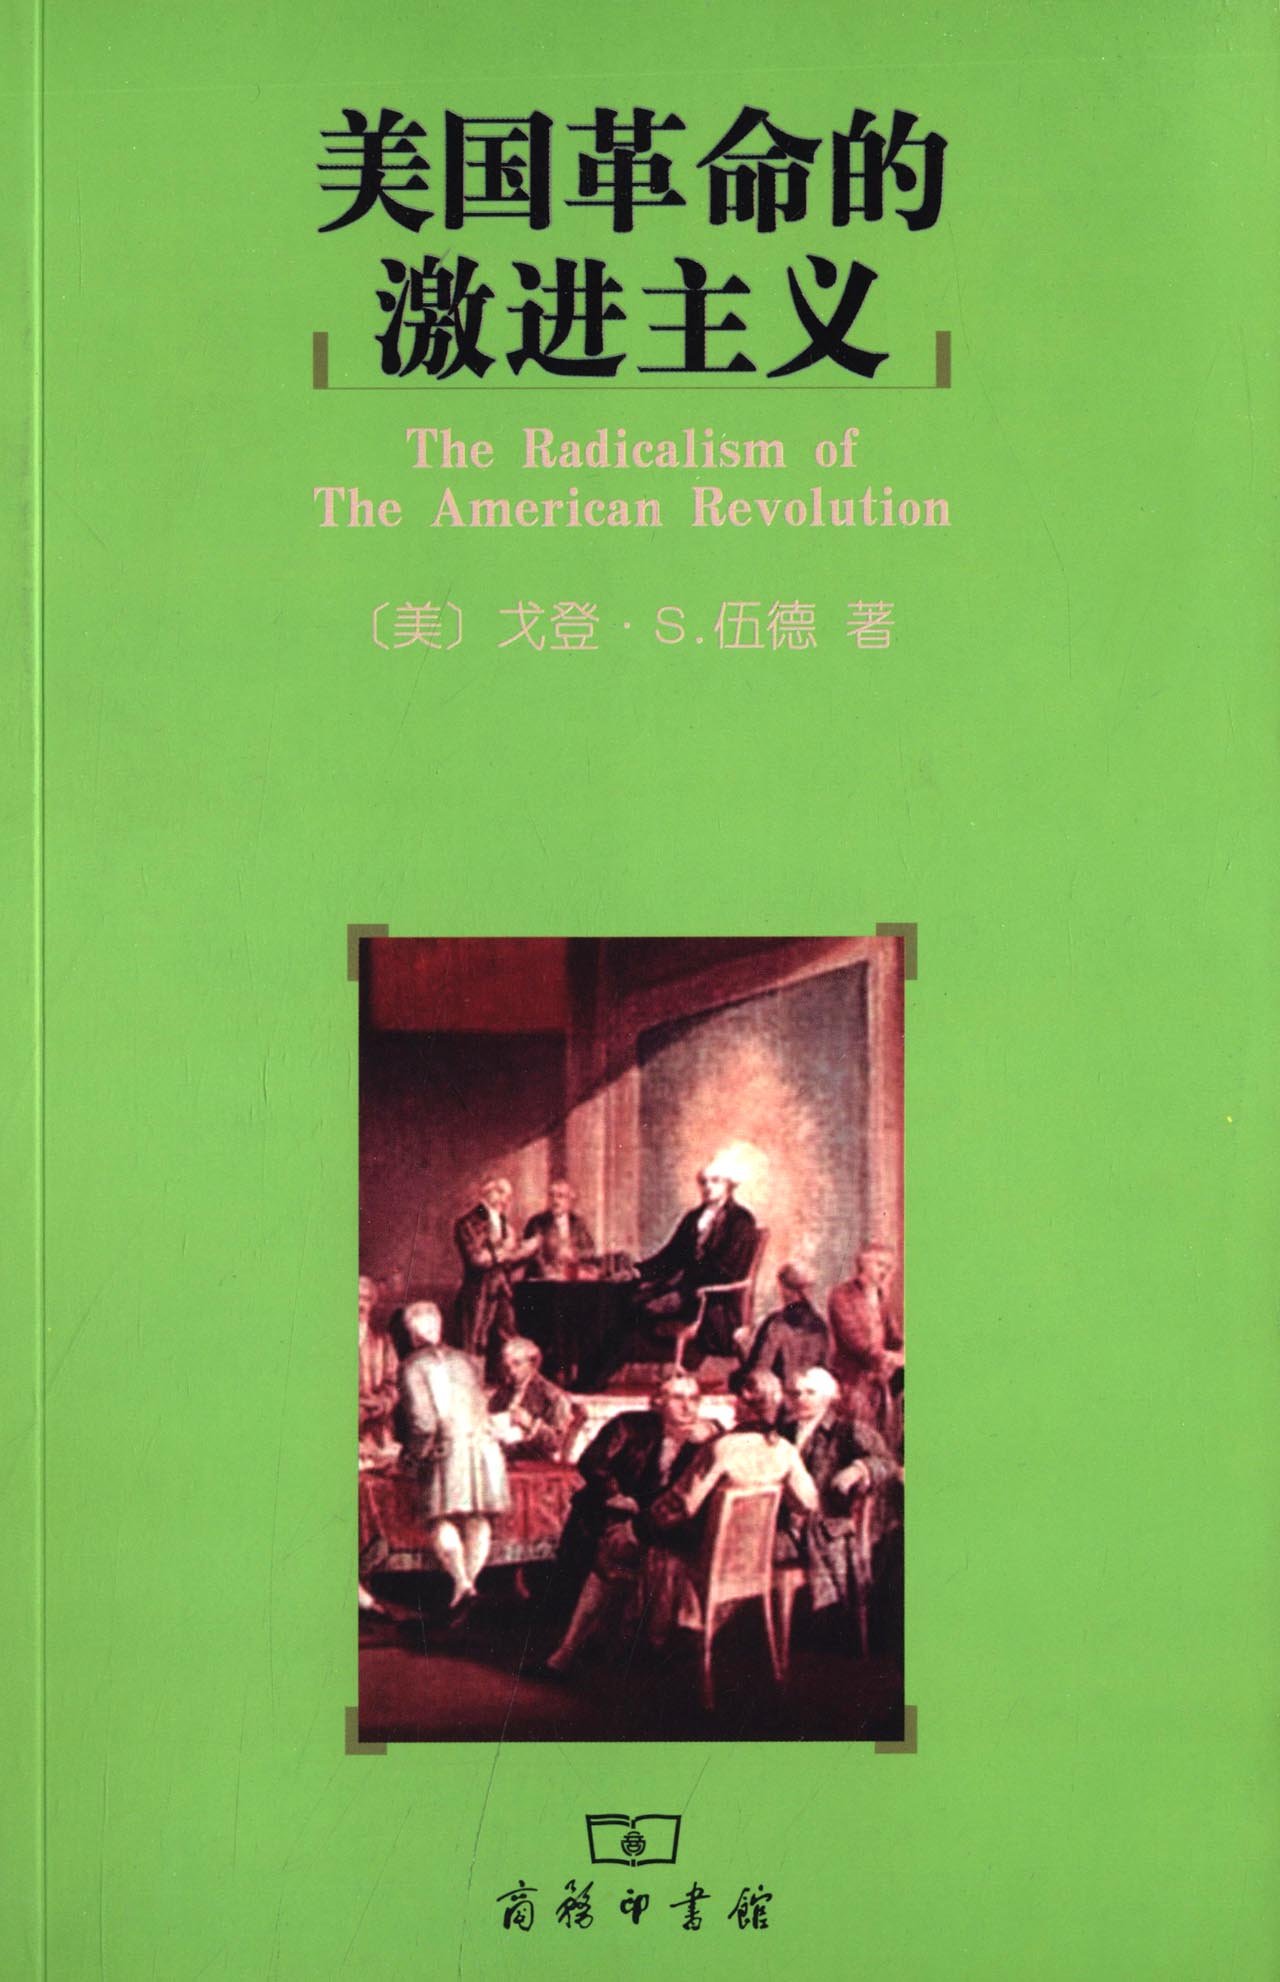 美国革命的
激进主义
The Radicalism of
The American Revolution
〔美〕戈登·S.伍德 著
商務印書館